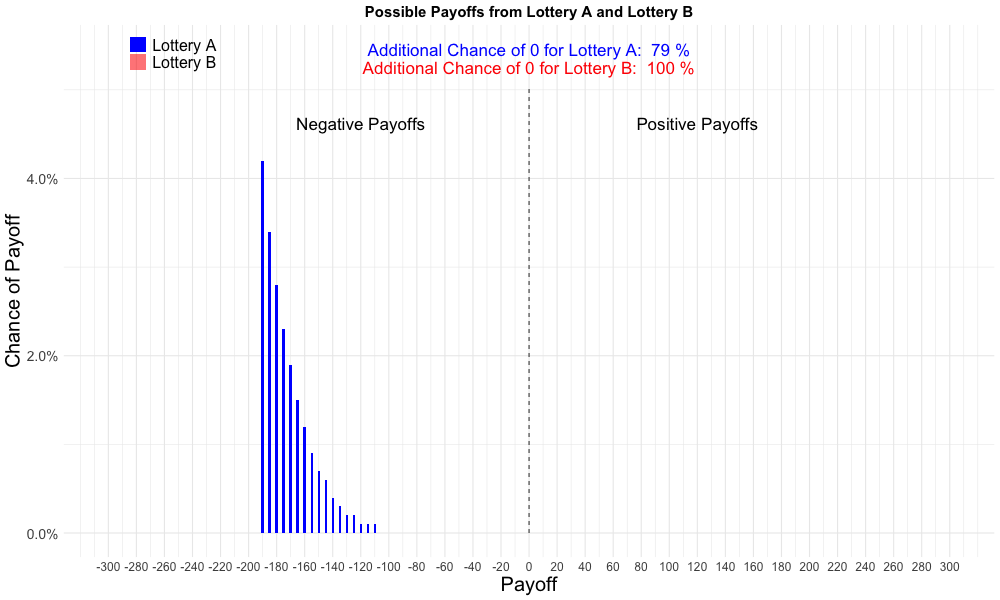 Possible Payoffs from Lottery A and Lottery B
Lottery A
Lottery B
Additional Chance of 0 for Lottery A:  79 %
Additional Chance of 0 for Lottery B:  100 %
Negative Payoffs
Positive Payoffs
Chance of Payoff
4.0%
2.0%
0.0%
-300 -280 -260 -240 -220 -200 -180 -160 -140 -120 -100 -80 -60 -40 -20 0 20 40 60 80 100 120 140 160 180 200 220 240 260 280 300
Payoff